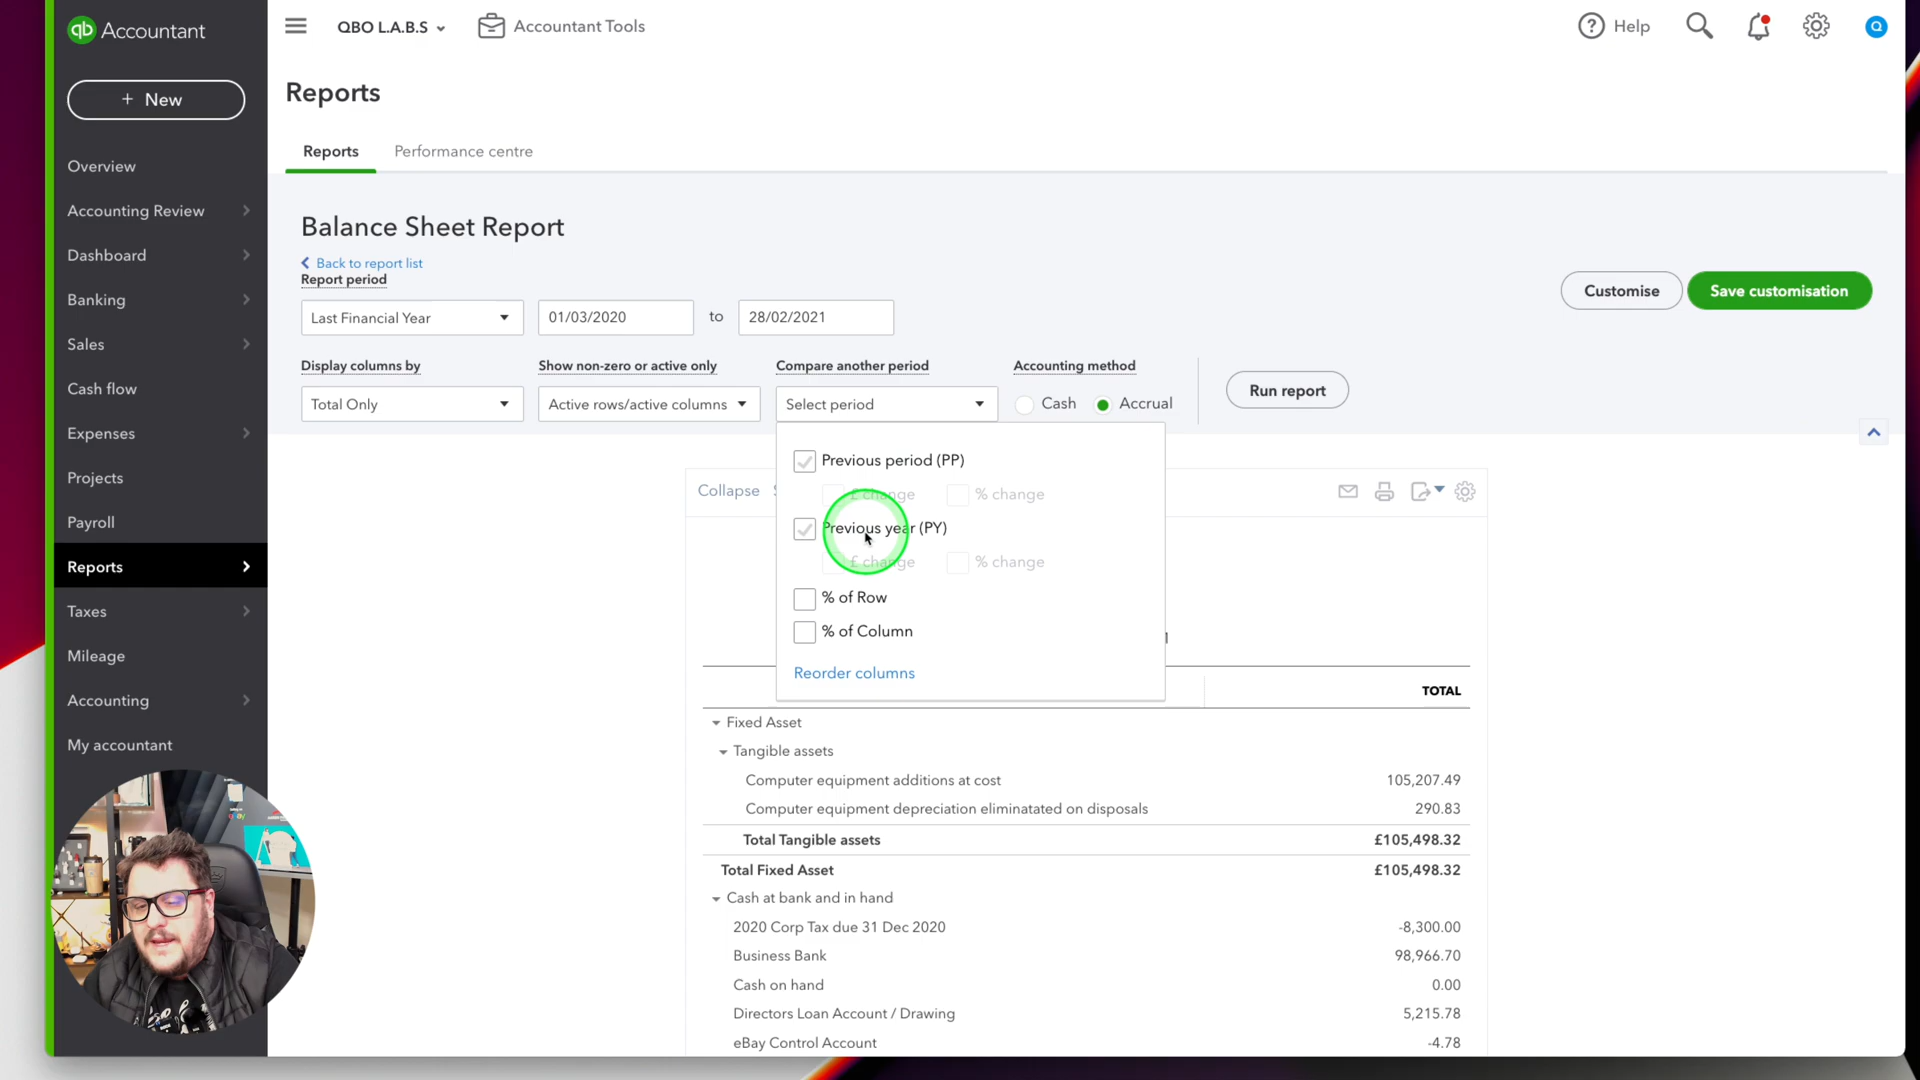 qb Accountant
QBO L.A.B.S
Accountant Tools
Help
Q
+ New
Reports
Reports
Performance centre
Overview
Accounting Review
Dashboard
Banking
Sales
Cash flow
Expenses
Projects
Payroll
Reports
Taxes
Mileage
Accounting
My accountant
Balance Sheet Report
Back to report list
Report period
Last Financial Year
01/03/2020
to
28/02/2021
Customise
Save customisation
Display columns by
Show non-zero or active only
Compare another period
Accounting method
Total Only
Active rows/active columns
Select period
Cash
Accrual
Run report
Collapse
Previous period (PP)
£ change
% change
Previous year (PY)
£ change
% change
% of Row
% of Column
Reorder columns
TOTAL
Fixed Asset
Tangible assets
Computer equipment additions at cost 105,207.49
Computer equipment depreciation eliminatated on disposals 290.83
Total Tangible assets £105,498.32
Total Fixed Asset £105,498.32
Cash at bank and in hand
2020 Corp Tax due 31 Dec 2020 -8,300.00
Business Bank 98,966.70
Cash on hand 0.00
Directors Loan Account / Drawing 5,215.78
eBay Control Account -4.78